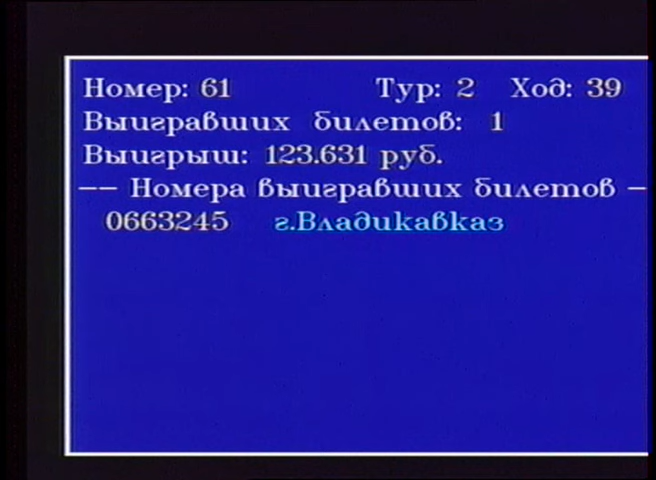 Номер: 61 Тур: 2 Ход: 39
Выигравших билетов: 1
Выигрыш: 123.631 руб.
-- Номера выигравших билетов -
0663245 г.Владикавказ